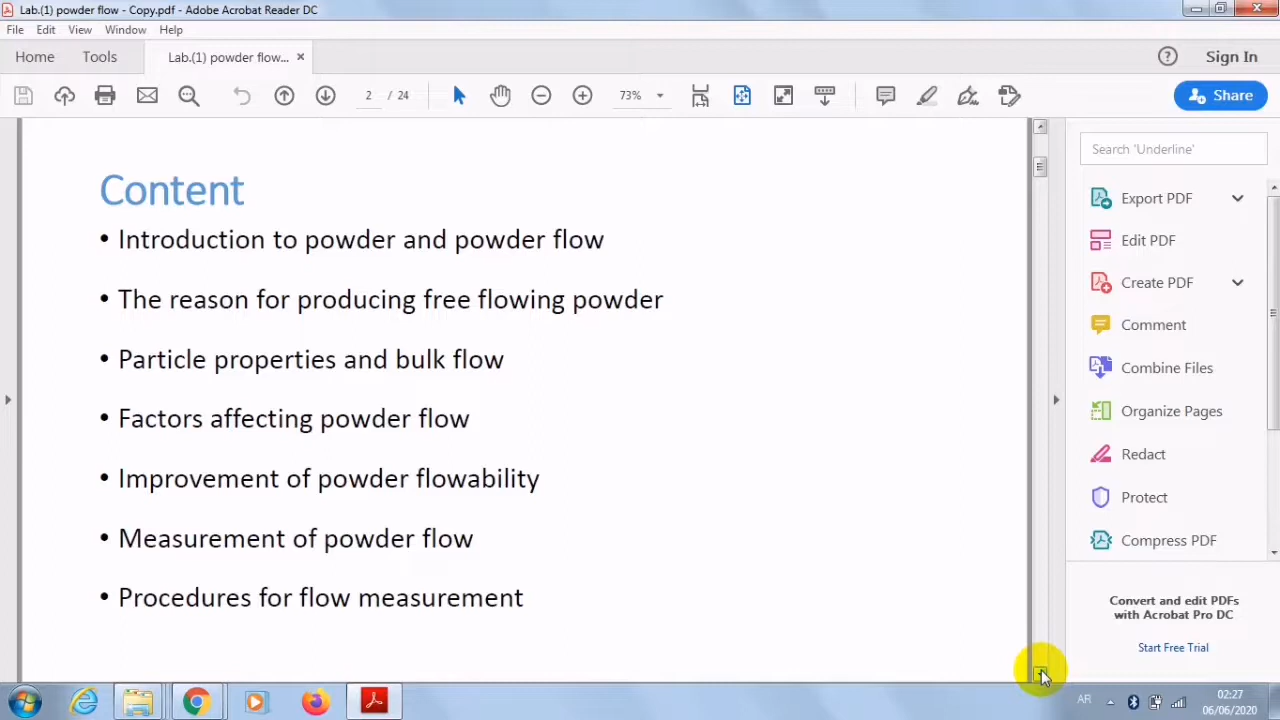 Lab.(1) powder flow - Copy.pdf - Adobe Acrobat Reader DC
File Edit View Window Help
Home Tools Lab.(1) powder flow... × ? Sign In
2 / 24 73% Share
Content
• Introduction to powder and powder flow
• The reason for producing free flowing powder
• Particle properties and bulk flow
• Factors affecting powder flow
• Improvement of powder flowability
• Measurement of powder flow
• Procedures for flow measurement
Search 'Underline'
Export PDF
Edit PDF
Create PDF
Comment
Combine Files
Organize Pages
Redact
Protect
Compress PDF
Convert and edit PDFs
with Acrobat Pro DC
Start Free Trial
AR
02:27
06/06/2020